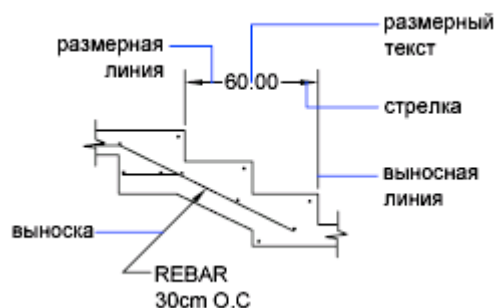 размерный
текст
размерная
линия
60.00
стрелка
выносная
линия
выноска
REBAR
30cm O.C